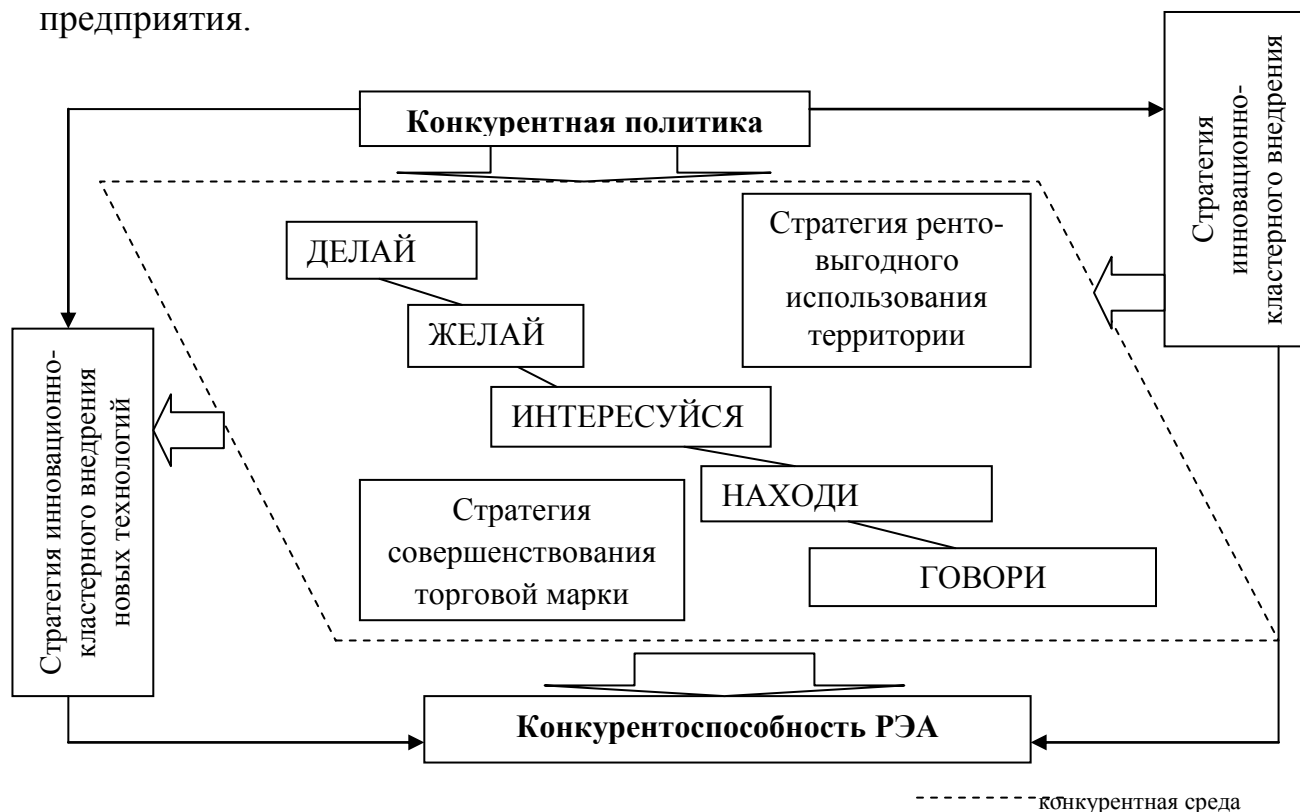 предприятия.
Конкурентная политика
Стратегия
инновационно-
кластерного внедрения
ДЕЛАЙ
Стратегия ренто-
выгодного
использования
территории
ЖЕЛАЙ
Стратегия инновационно-
кластерного внедрения
новых технологий
ИНТЕРЕСУЙСЯ
НАХОДИ
Стратегия
совершенствования
торговой марки
ГОВОРИ
Конкурентоспособность РЭА
конкурентная среда